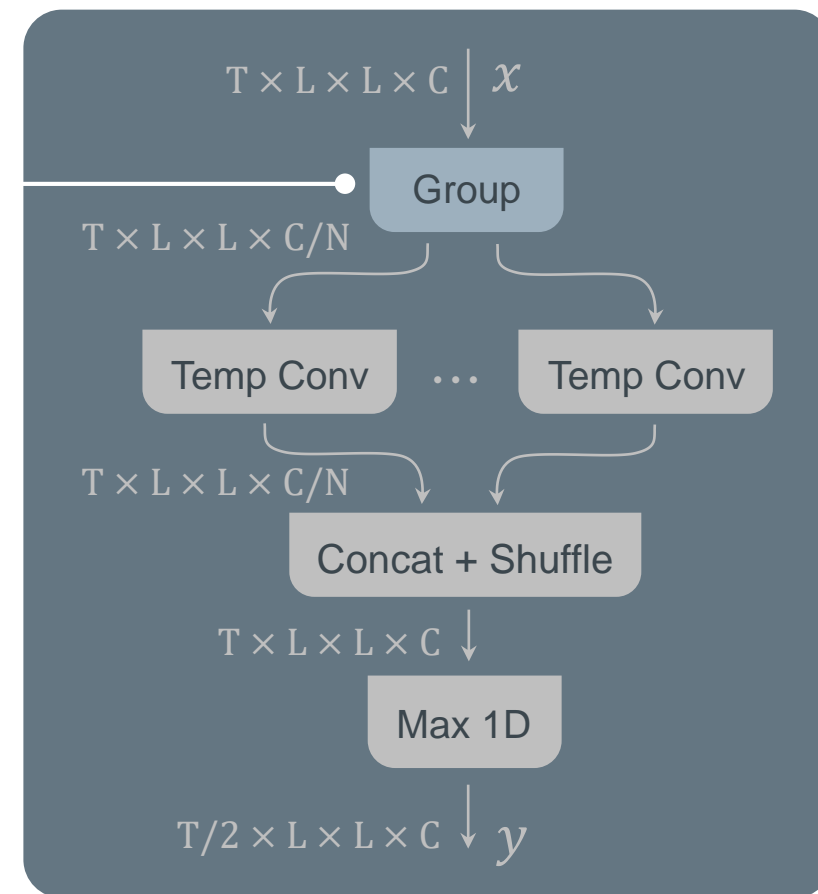 T × L × L × C x
Group
T × L × L × C/N
Temp Conv ... Temp Conv
T × L × L × C/N
Concat + Shuffle
T × L × L × C
Max 1D
T/2 × L × L × C y